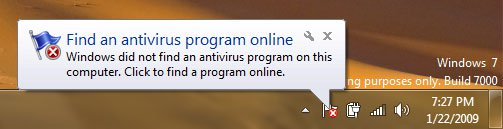 Find an antivirus program online
Windows did not find an antivirus program on this
computer. Click to find a program online.
Windows 7
ng purposes only. Build 7000
7:27 PM
1/22/2009